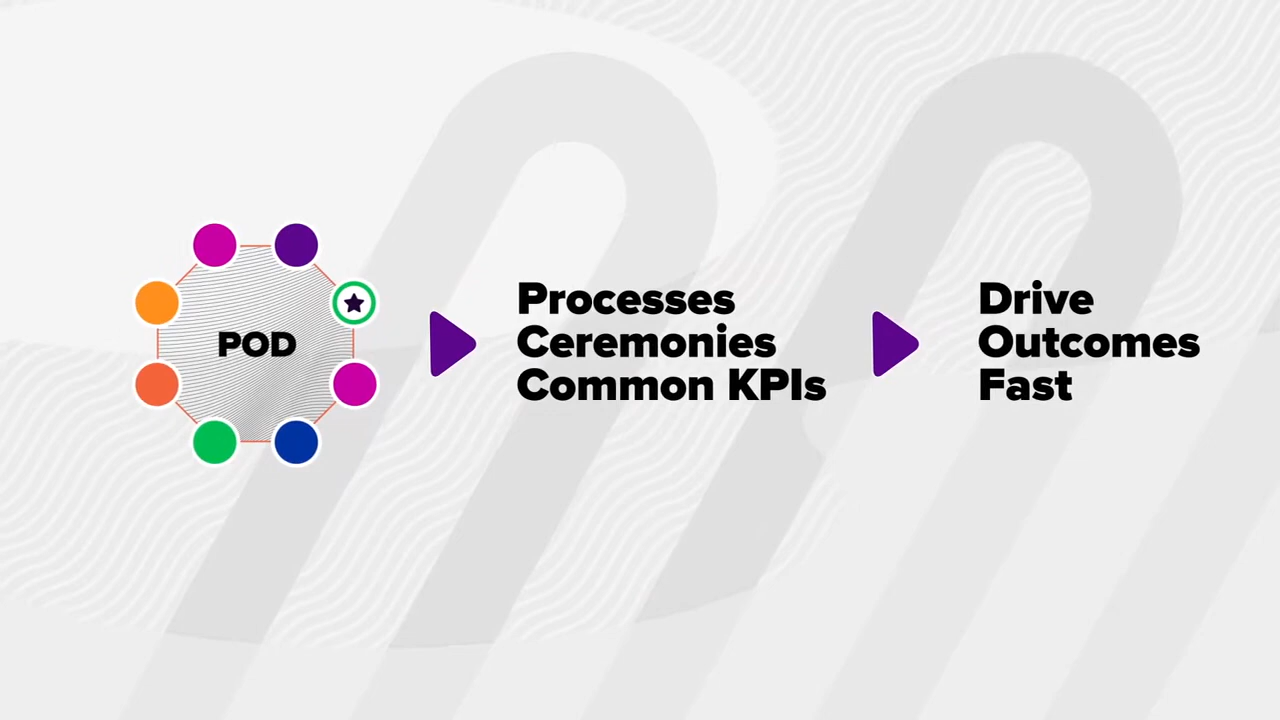 POD
Processes
Ceremonies
Common KPIs
Drive
Outcomes
Fast